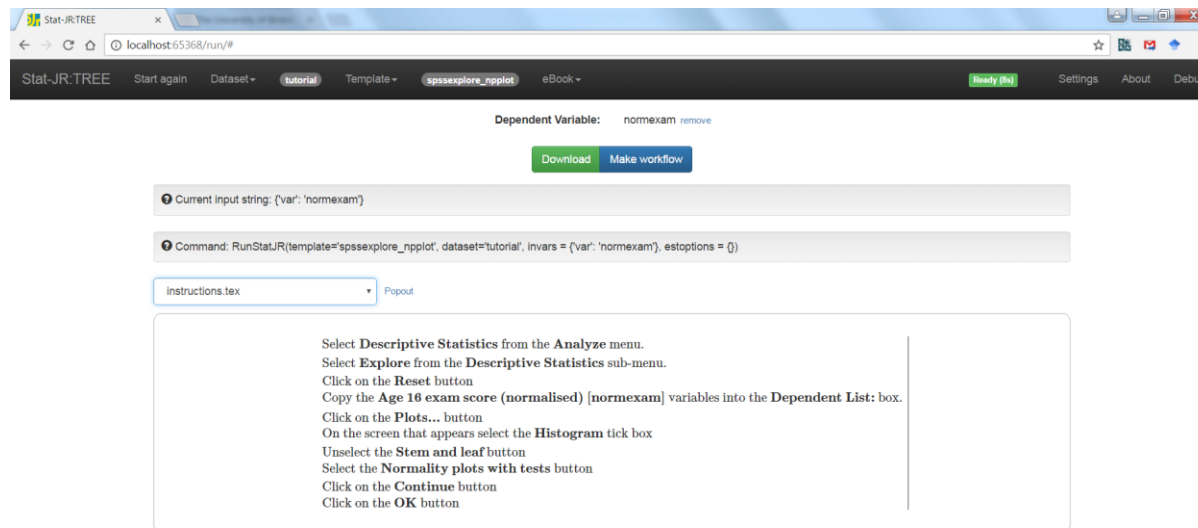 Stat-JR:TREE
localhost:65368/run/#
Stat-JR:TREE Start again Dataset tutorial Template spssexplore_npplot eBook Ready (8s) Settings About Debu
Dependent Variable: normexam remove
Download Make workflow
Current input string: {'var': 'normexam'}
Command: RunStatJR(template='spssexplore_npplot', dataset='tutorial', invars = {'var': 'normexam'}, estoptions = {})
instructions.tex Popout
Select Descriptive Statistics from the Analyze menu.
Select Explore from the Descriptive Statistics sub-menu.
Click on the Reset button
Copy the Age 16 exam score (normalised) [normexam] variables into the Dependent List: box.
Click on the Plots... button
On the screen that appears select the Histogram tick box
Unselect the Stem and leaf button
Select the Normality plots with tests button
Click on the Continue button
Click on the OK button